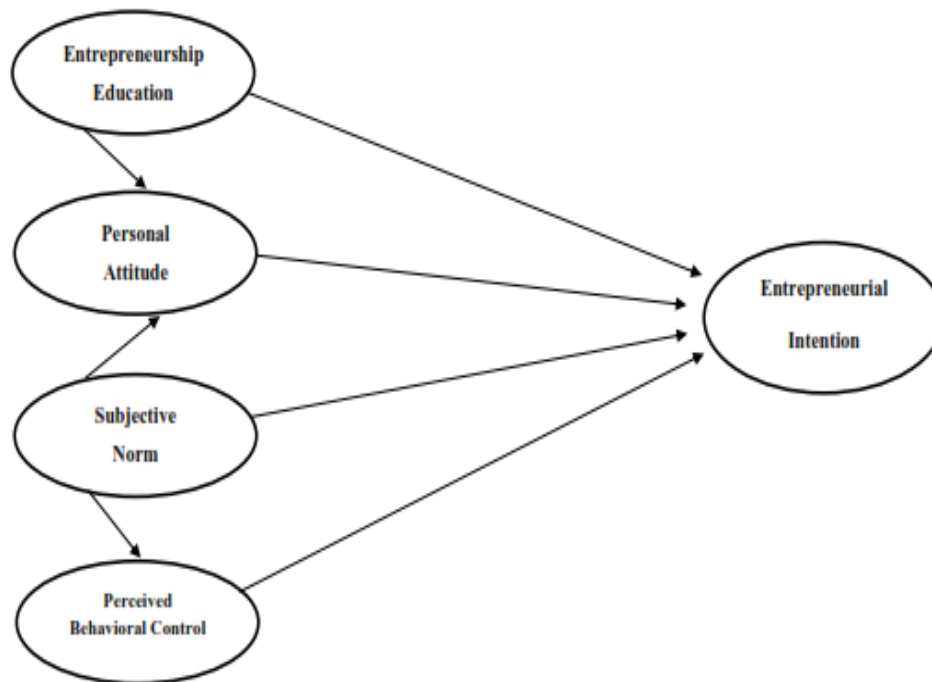 Entrepreneurship
Education
Personal
Attitude
Entrepreneurial
Intention
Subjective
Norm
Perceived
Behavioral Control